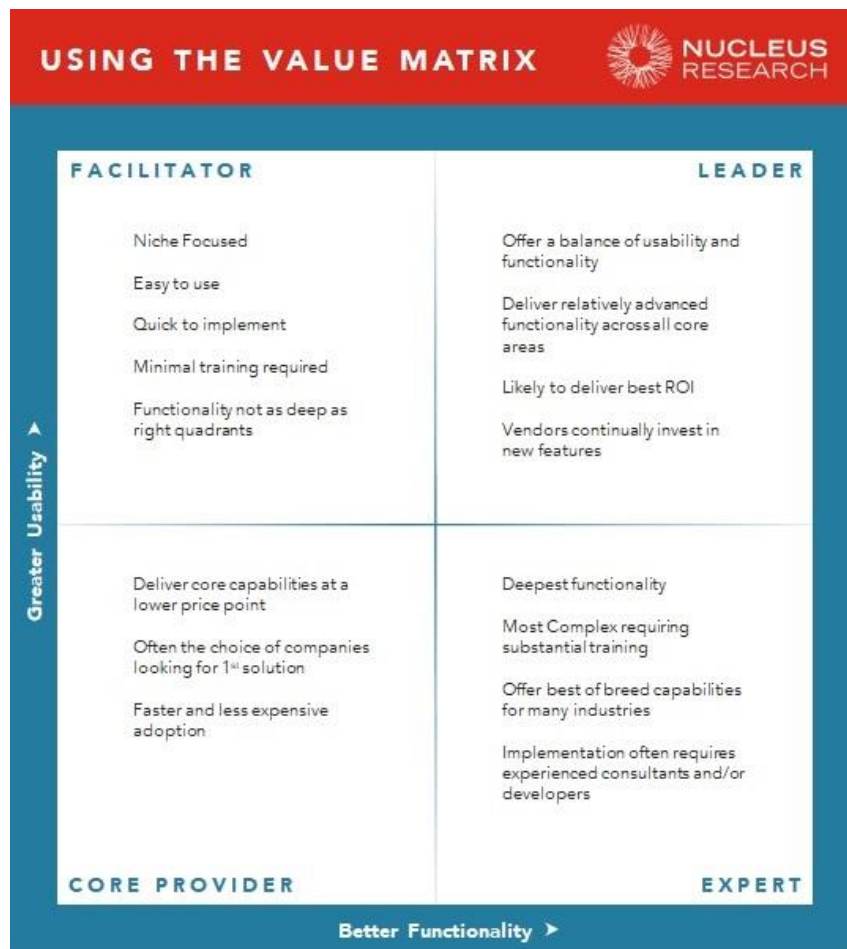 USING THE VALUE MATRIX
NUCLEUS
RESEARCH
FACILITATOR
Niche Focused
Easy to use
Quick to implement
Minimal training required
Functionality not as deep as
right quadrants
LEADER
Offer a balance of usability and
functionality
Deliver relatively advanced
functionality across all core
areas
Likely to deliver best ROI
Vendors continually invest in
new features
Greater Usability
Deliver core capabilities at a
lower price point
Often the choice of companies
looking for 1st solution
Faster and less expensive
adoption
CORE PROVIDER
Deepest functionality
Most Complex requiring
substantial training
Offer best of breed capabilities
for many industries
Implementation often requires
experienced consultants and/or
developers
EXPERT
Better Functionality